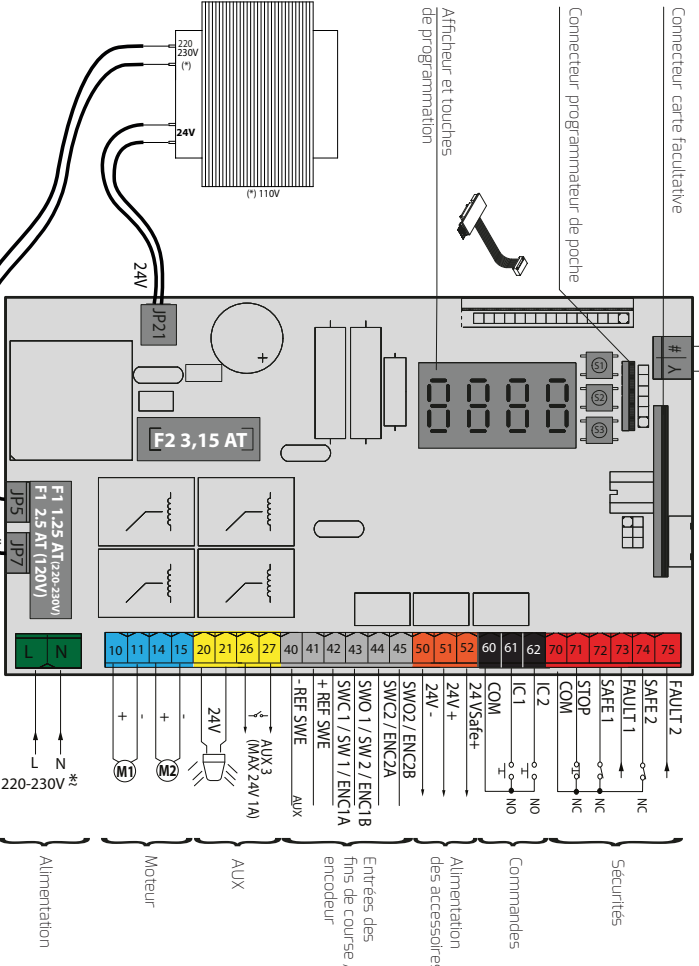 Connecteur carte facultative
Connecteur programmateur de poche
Afficheur et touches
de programmation
220
230V
(*)
24V
(*) 110V
24V
JP21
F2 3,15 AT
S1
S2
S3
#
Y
JP5
JP7
F1 1.25 AT(220-230V)
F1 2.5 AT (120V)
L N
10 11 14 15 20 21 26 27 40 41 42 43 44 45 50 51 52 60 61 62 70 71 72 73 74 75
L
N
220-230V *
+
-
M1
+
-
M2
24V
AUX 3
(MAX 24V 1A)
- REF SWE
AUX
+ REF SWE
SWC 1 / SW 1 / ENC1A
SWO 1 / SW 2 / ENC1B
SWC2 / ENC2A
SWO2 / ENC2B
24V -
24V +
24 VSafe+
COM
IC 1
IC 2
NO
NO
COM
STOP
SAFE 1
FAULT 1
SAFE 2
FAULT 2
NC
NC
NC
Alimentation
Moteur
AUX
Entrées des
fins de course /
encodeur
Alimentation
des accessoires
Commandes
Sécurités